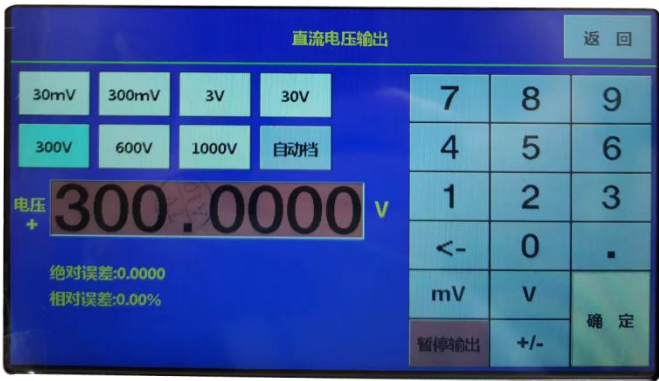 直流电压输出
返 回
30mV 300mV 3V 30V
300V 600V 1000V 自动档
电压
+
300.0000 V
绝对误差:0.0000
相对误差:0.00%
7 8 9
4 5 6
1 2 3
<- 0 .
mV V
确 定
暂停输出 +/-